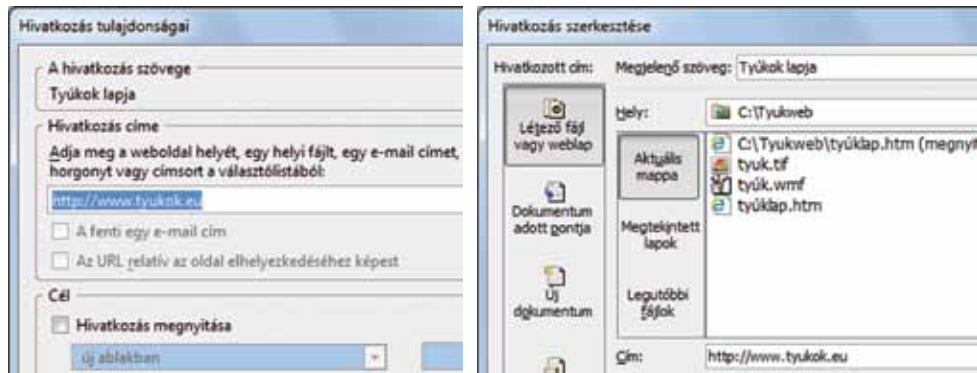 Hivatkozás tulajdonságai
A hivatkozás szövege
Tyúkok lapja
Hivatkozás címe
Adja meg a weboldal helyét, egy helyi fájlt, egy e-mail címet,
horgonyt vagy címsort a választólistából:
http://www.tyukok.eu
A fenti egy e-mail cím
Az URL relatív az oldal elhelyezkedéséhez képest
Cél
Hivatkozás megnyitása
új ablakban
Hivatkozás szerkesztése
Hivatkozott cím:
Megjelenő szöveg: Tyúkok lapja
Létező fájl
vagy weblap
Dokumentum
adott pontja
Új
dokumentum
Hely:
C:\Tyukweb
Aktuális
mappa
Megtekintett
lapok
Legutóbbi
fájlok
C:\Tyukweb\tyúklap.htm (megnyit
tyuk.tif
tyúk.wmf
tyúklap.htm
Cím:
http://www.tyukok.eu